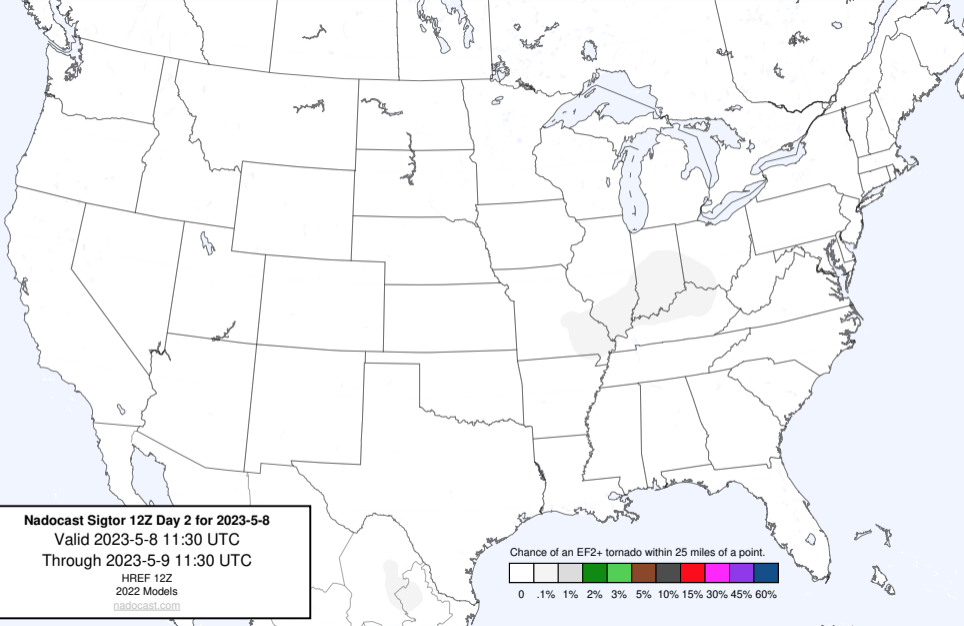 Nadocast Sigtor 12Z Day 2 for 2023-5-8
Valid 2023-5-8 11:30 UTC
Through 2023-5-9 11:30 UTC
HREF 12Z
2022 Models
nadocast.com
Chance of an EF2+ tornado within 25 miles of a point.
0 .1% 1% 2% 3% 5% 10% 15% 30% 45% 60%